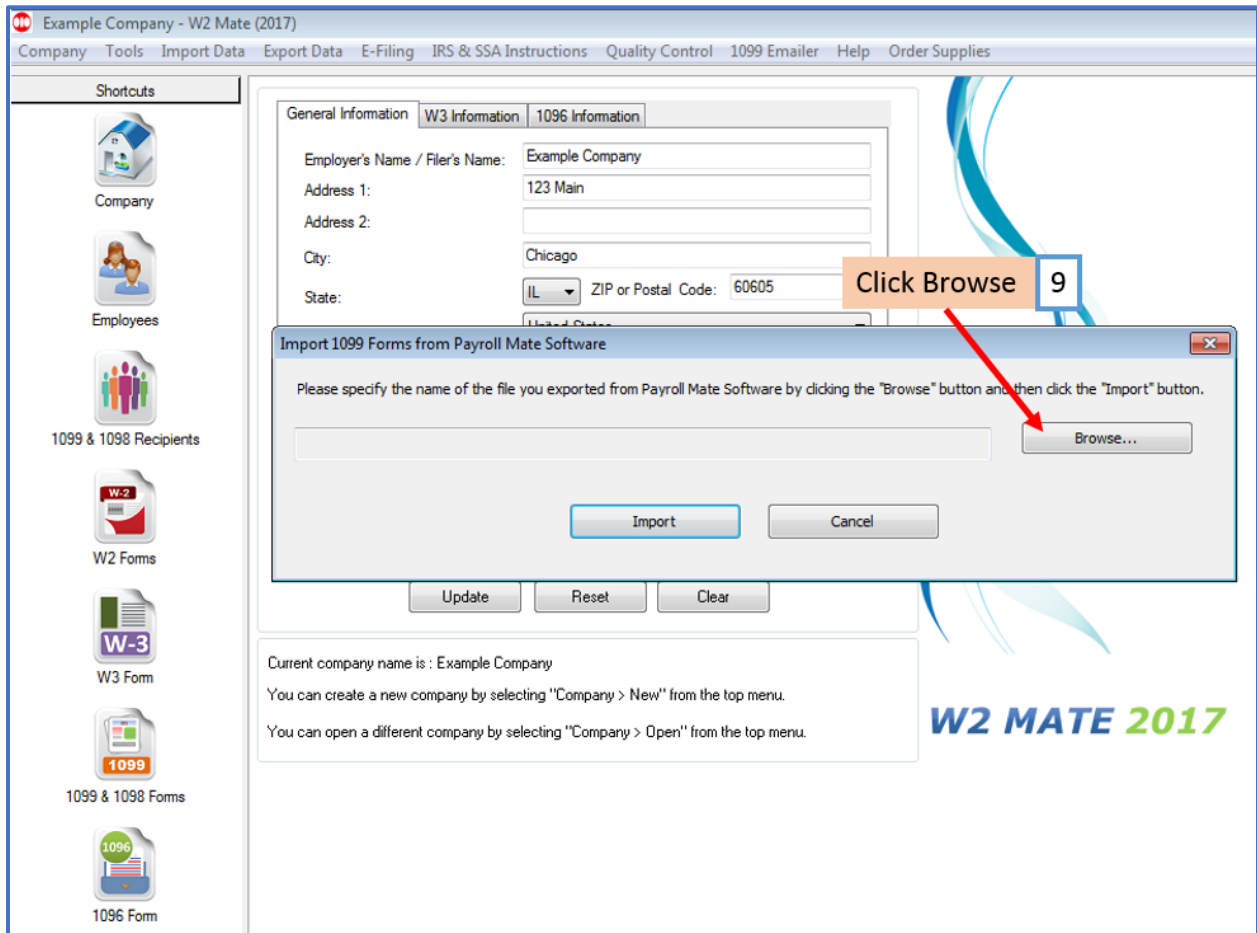 Example Company - W2 Mate (2017)
Company Tools Import Data Export Data E-Filing IRS & SSA Instructions Quality Control 1099 Emailer Help Order Supplies
Shortcuts
Company
Employees
1099 & 1098 Recipients
W-2
W2 Forms
W-3
W3 Form
1099
1099 & 1098 Forms
1096
1096 Form
General Information W3 Information 1096 Information
Employer's Name / Filer's Name: Example Company
Address 1: 123 Main
Address 2:
City: Chicago
State: IL ZIP or Postal Code: 60605
United States
Click Browse 9
Import 1099 Forms from Payroll Mate Software
Please specify the name of the file you exported from Payroll Mate Software by clicking the "Browse" button and then click the "Import" button.
Browse...
Import Cancel
Update Reset Clear
Current company name is : Example Company
You can create a new company by selecting "Company > New" from the top menu.
You can open a different company by selecting "Company > Open" from the top menu.
W2 MATE 2017